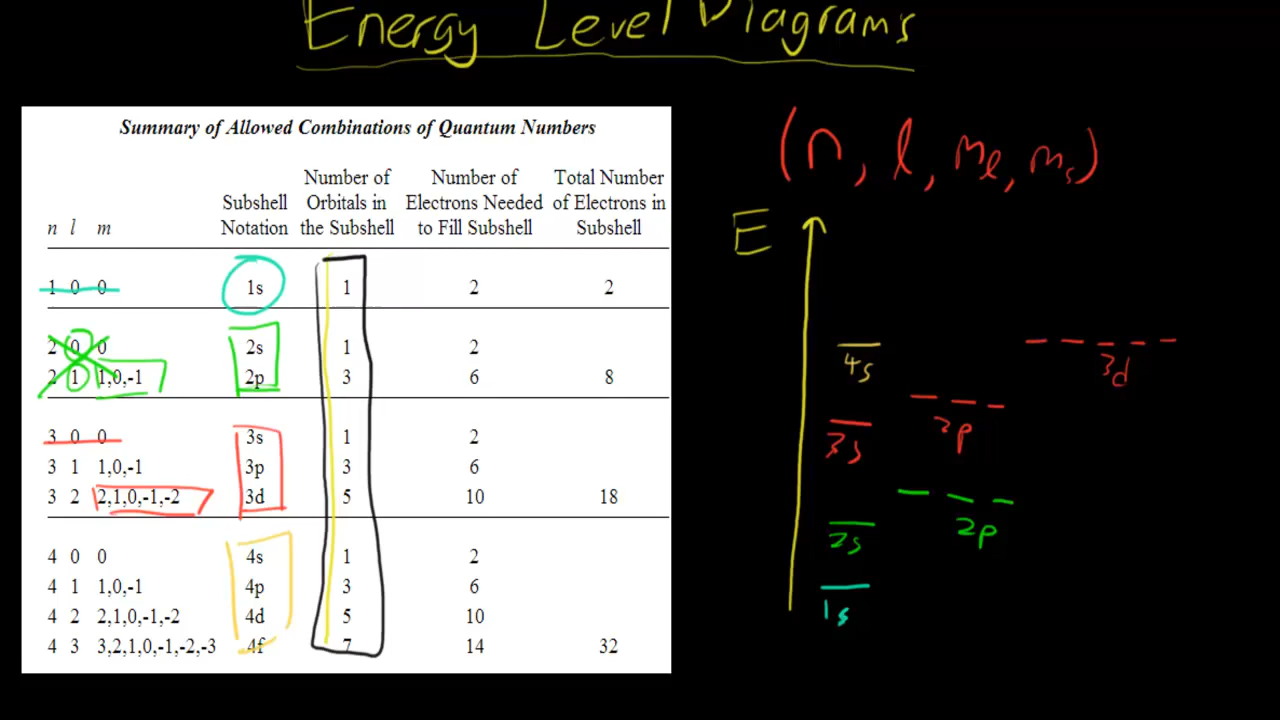 Energy Level Diagrams
Summary of Allowed Combinations of Quantum Numbers
n l m Subshell Notation Number of Orbitals in the Subshell Number of Electrons Needed to Fill Subshell Total Number of Electrons in Subshell
1 0 0 1s 1 2 2
2 0 0 2s 1 2
2 1 1,0,-1 2p 3 6 8
3 0 0 3s 1 2
3 1 1,0,-1 3p 3 6
3 2 2,1,0,-1,-2 3d 5 10 18
4 0 0 4s 1 2
4 1 1,0,-1 4p 3 6
4 2 2,1,0,-1,-2 4d 5 10
4 3 3,2,1,0,-1,-2,-3 4f 7 14 32
(n, l, ml, ms)
E
4s
3d
3p
3s
2p
2s
1s